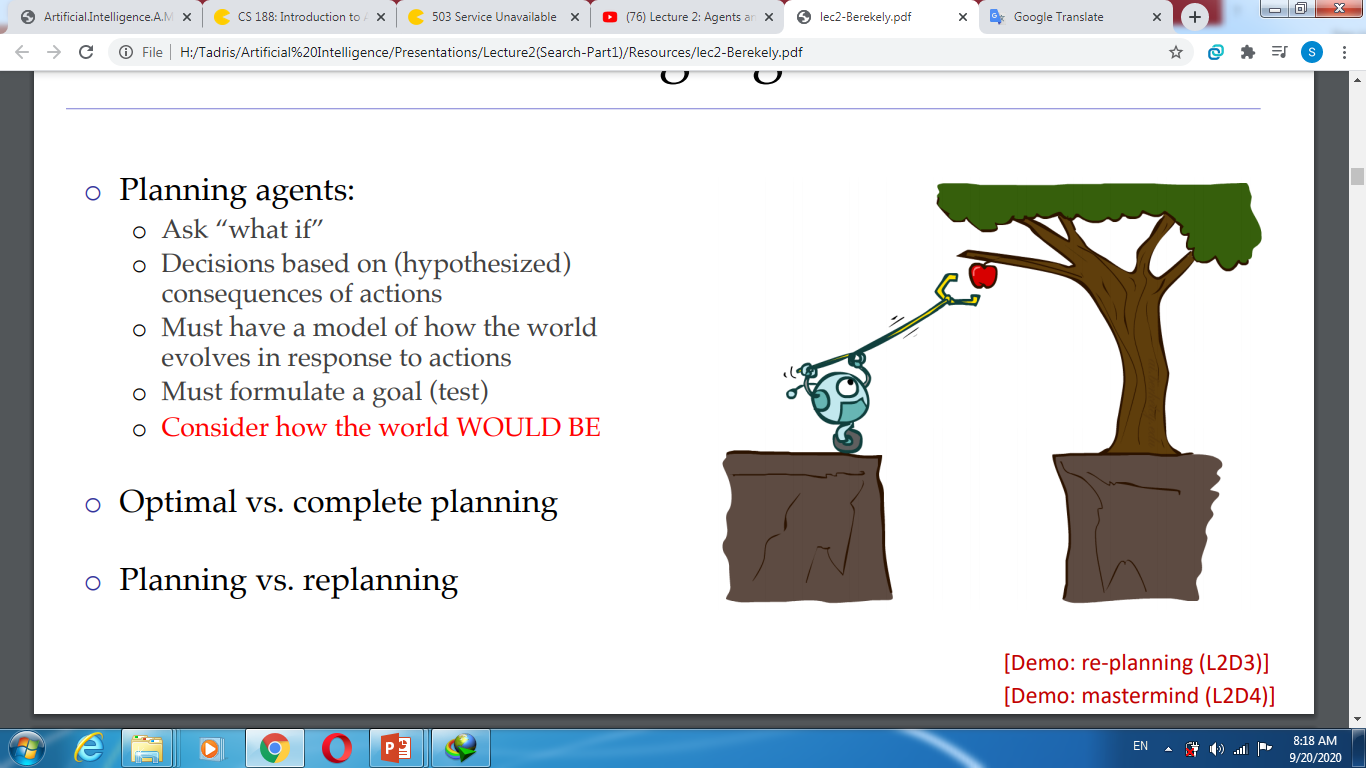 Artificial.Intelligence.A.M
CS 188: Introduction to A
503 Service Unavailable
(76) Lecture 2: Agents an
lec2-Berekely.pdf
Google Translate
File
H:/Tadris/Artificial%20Intelligence/Presentations/Lecture2(Search-Part1)/Resources/lec2-Berekely.pdf
S
o Planning agents:
o Ask “what if”
o Decisions based on (hypothesized)
consequences of actions
o Must have a model of how the world
evolves in response to actions
o Must formulate a goal (test)
o Consider how the world WOULD BE
o Optimal vs. complete planning
o Planning vs. replanning
[Demo: re-planning (L2D3)]
[Demo: mastermind (L2D4)]
EN
8:18 AM
9/20/2020